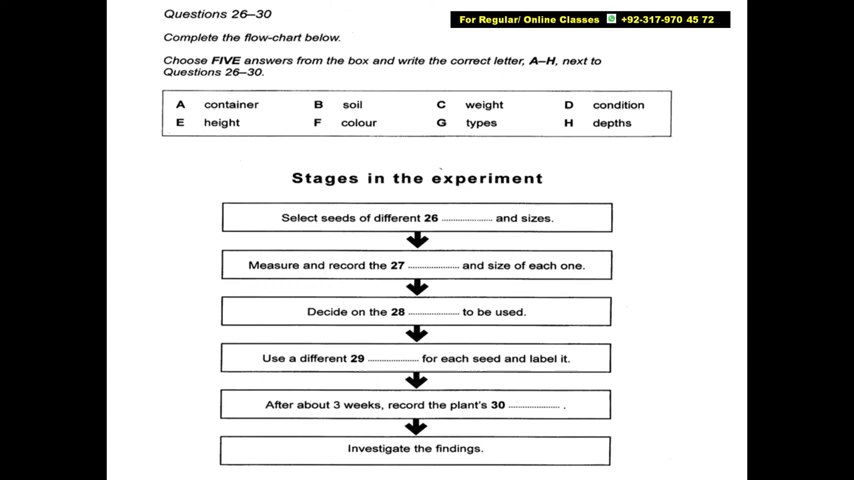 Questions 26–30
For Regular/ Online Classes +92-317-970 45 72
Complete the flow-chart below.
Choose FIVE answers from the box and write the correct letter, A–H, next to
Questions 26–30.
A container B soil C weight D condition
E height F colour G types H depths
Stages in the experiment
Select seeds of different 26 ...................... and sizes.
Measure and record the 27 ...................... and size of each one.
Decide on the 28 ...................... to be used.
Use a different 29 ...................... for each seed and label it.
After about 3 weeks, record the plant's 30 ...................... .
Investigate the findings.